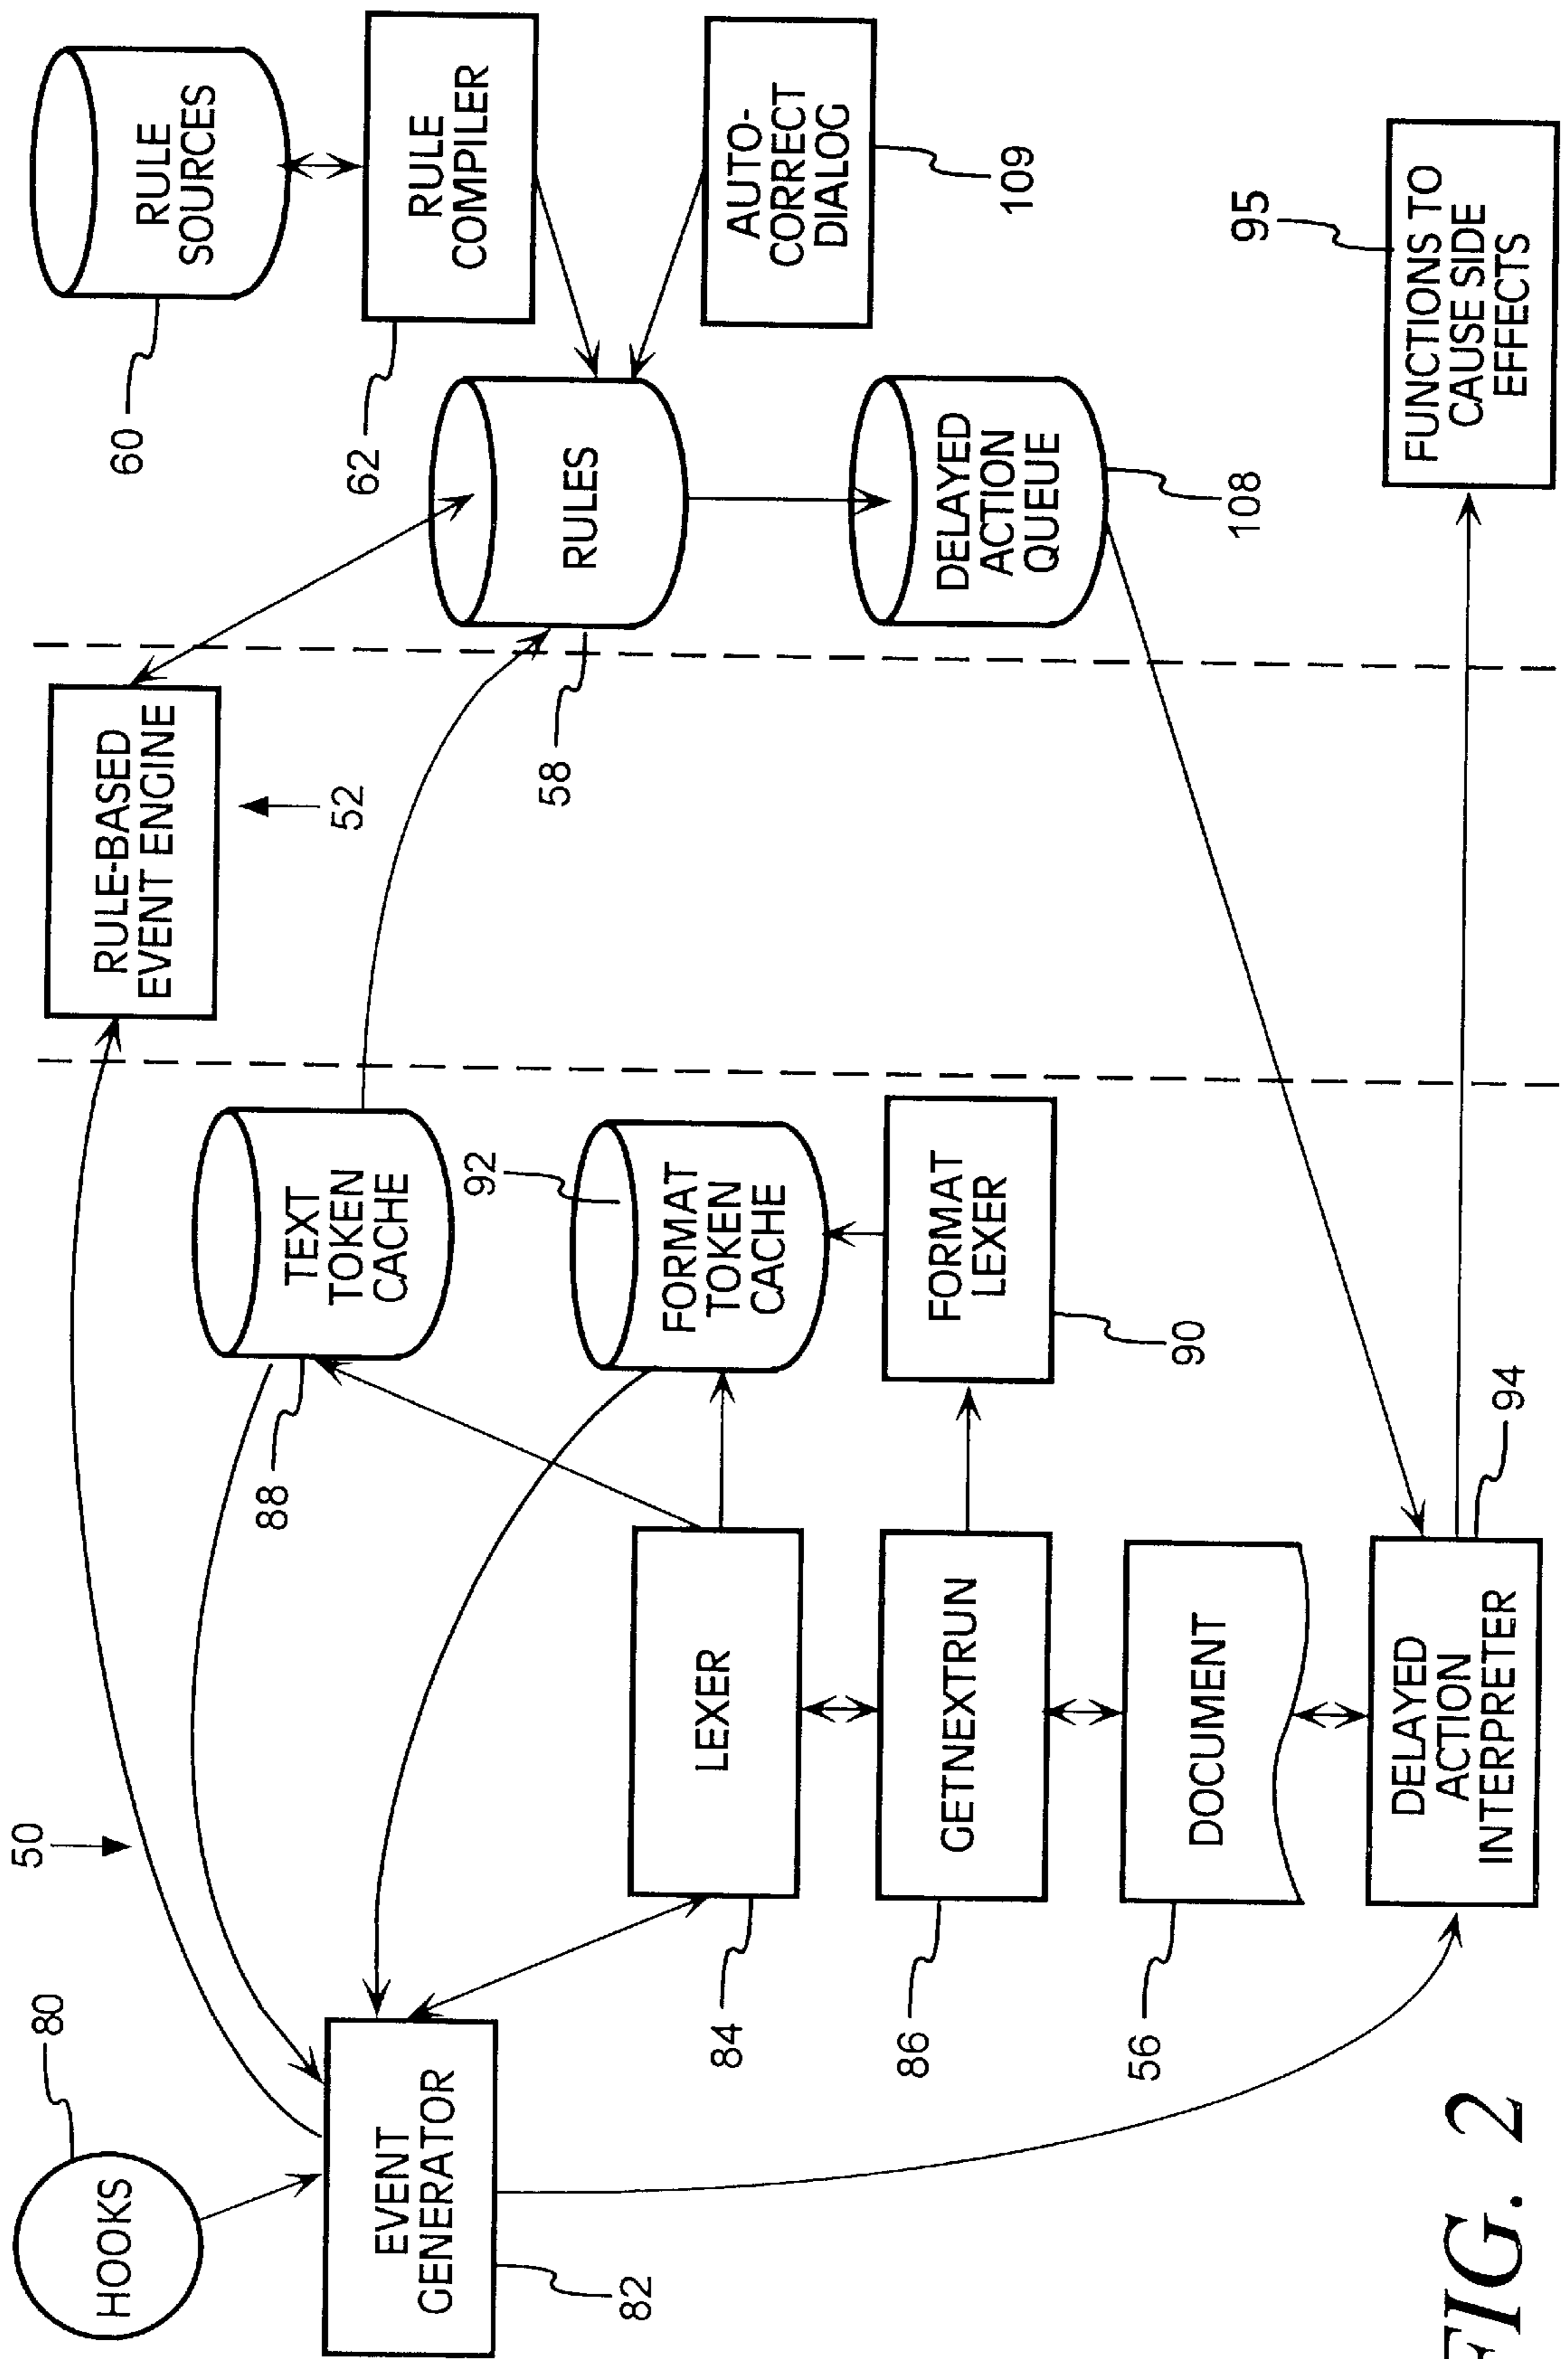 50
80
HOOKS
EVENT
GENERATOR
82
RULE-BASED
EVENT ENGINE
52
60
RULE
SOURCES
62
RULE
COMPILER
AUTO-
CORRECT
DIALOG
109
58
RULES
DELAYED
ACTION
QUEUE
108
88
TEXT
TOKEN
CACHE
92
FORMAT
TOKEN
CACHE
FORMAT
LEXER
90
84
LEXER
86
GETNEXTRUN
56
DOCUMENT
DELAYED
ACTION
INTERPRETER
94
95
FUNCTIONS TO
CAUSE SIDE
EFFECTS
FIG. 2